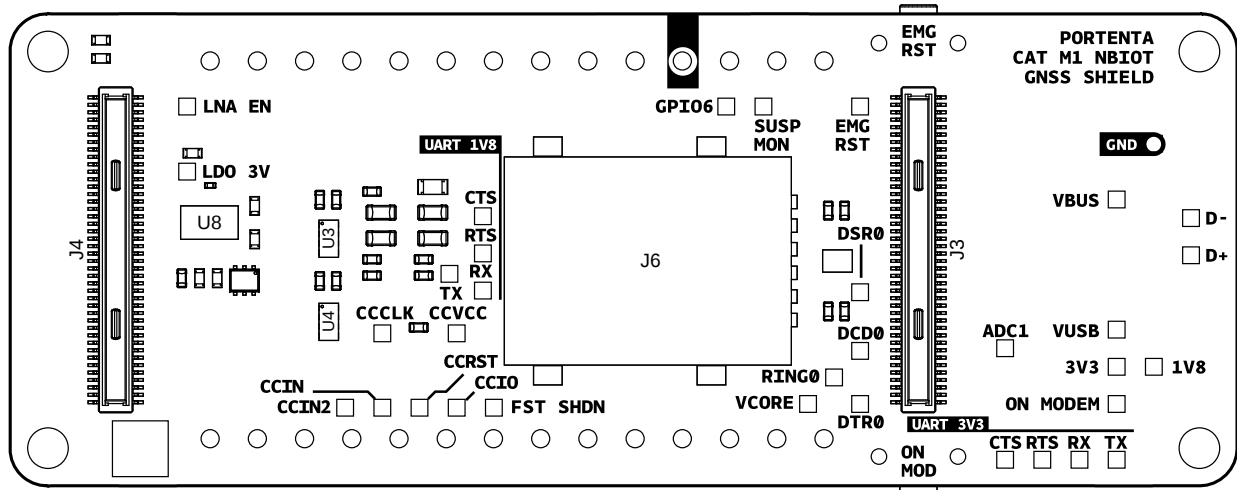 EMG
RST
PORTENTA
CAT M1 NBIOT
GNSS SHIELD
LNA EN
GPIO6
SUSP
MON
EMG
RST
UART 1V8
GND
LDO 3V
CTS
VBUS
U8
U3
RTS
DSR0
D-
J4
J6
J3
D+
RX
TX
CCCLK
CCVCC
U4
DCD0
ADC1
VUSB
CCRST
3V3
1V8
CCIN
CCIO
RING0
CCIN2
FST SHDN
VCORE
ON MODEM
DTR0
UART 3V3
CTS RTS RX TX
ON
MOD